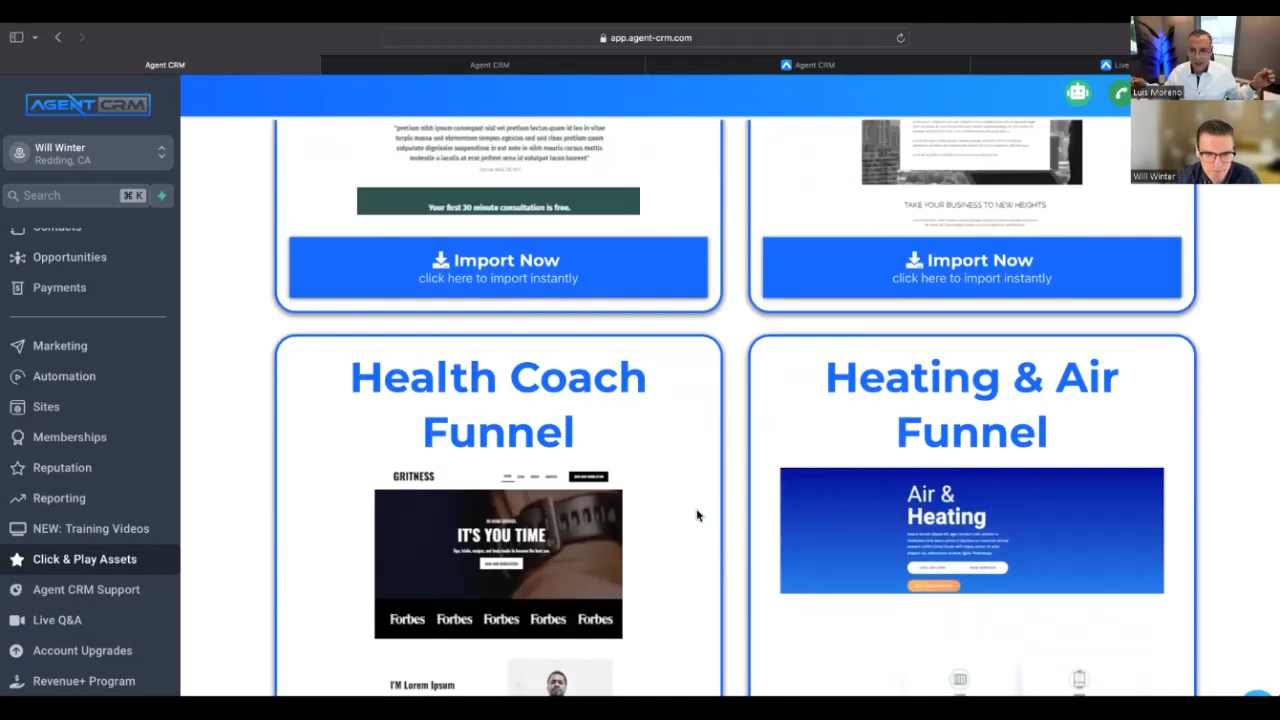 app.agent-crm.com
Agent CRM
Agent CRM
Agent CRM
Live
Luis Moreno
Will Winter
AGENT CRM
Will Winter
Redding, CA
Search
⌘ K
Contacts
Opportunities
Payments
Marketing
Automation
Sites
Memberships
Reputation
Reporting
NEW: Training Videos
Click & Play Assets
Agent CRM Support
Live Q&A
Account Upgrades
Revenue+ Program
Your first 30 minute consultation is free.
Import Now
click here to import instantly
TAKE YOUR BUSINESS TO NEW HEIGHTS
Import Now
click here to import instantly
Health Coach
Funnel
GRITNESS
IT'S YOU TIME
Forbes Forbes Forbes Forbes Forbes
I'M Lorem Ipsum
Heating & Air
Funnel
Air &
Heating